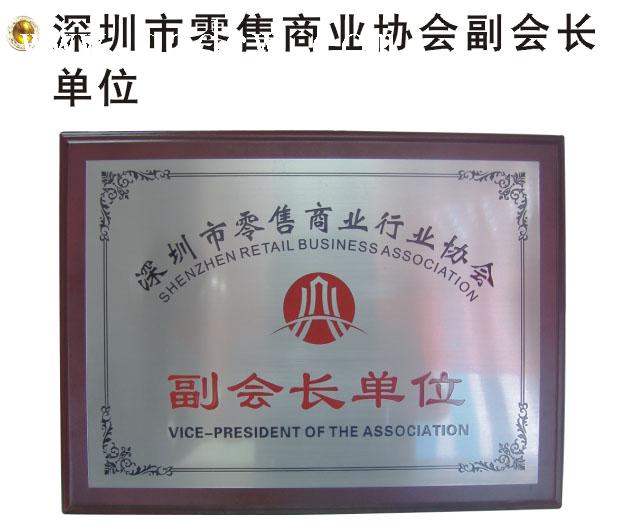 深圳市零售商业协会副会长
单位
深圳市零售商业行业协会
SHENZHEN RETAIL BUSINESS ASSOCIATION
副会长单位
VICE-PRESIDENT OF THE ASSOCIATION